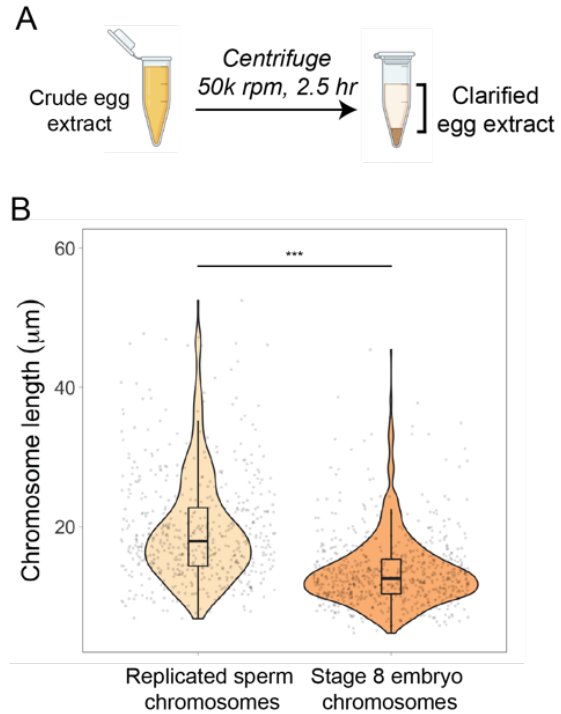 A
Crude egg
extract
Centrifuge
50k rpm, 2.5 hr
Clarified
egg extract
B
***
60
40
20
Chromosome length (μm)
Replicated sperm
chromosomes
Stage 8 embryo
chromosomes